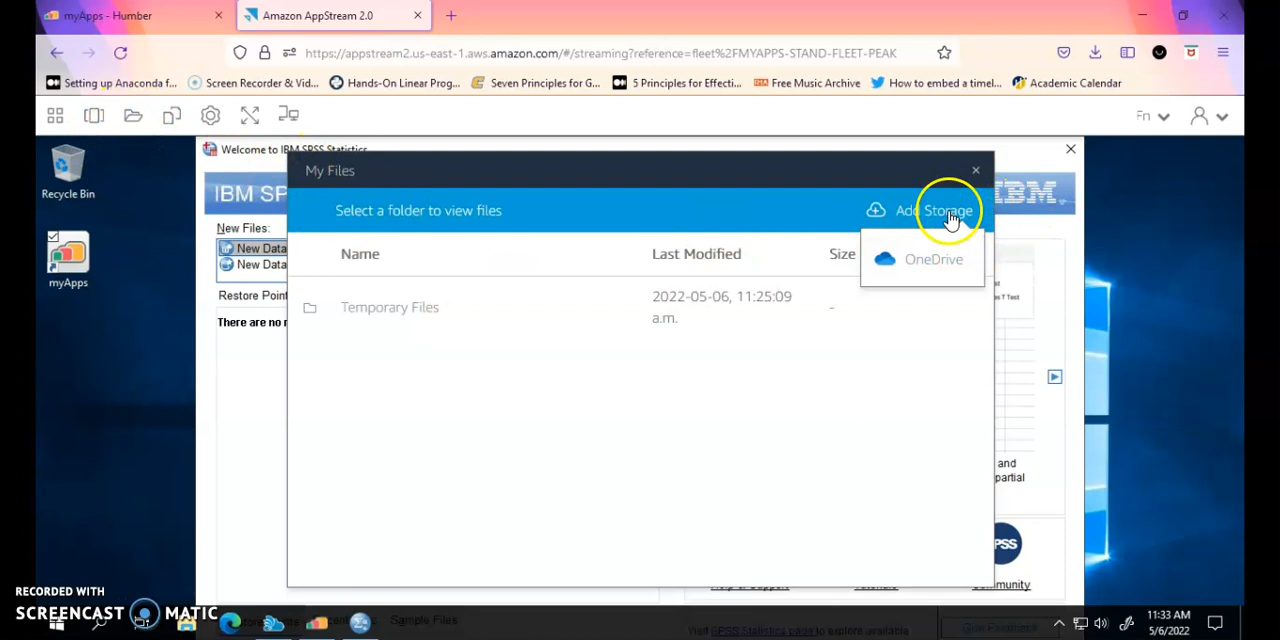 myApps - Humber
Amazon AppStream 2.0
https://appstream2.us-east-1.aws.amazon.com/#/streaming?reference=fleet%2FMYAPPS-STAND-FLEET-PEAK
Setting up Anaconda f...
Screen Recorder & Vid...
Hands-On Linear Prog...
Seven Principles for G...
5 Principles for Effecti...
Free Music Archive
How to embed a timel...
Academic Calendar
Fn
Recycle Bin
myApps
Welcome to IBM SPSS Statistics
IBM SP
IBM.
New Files:
New Data
New Data
Restore Point
There are no r
My Files
Select a folder to view files
Add Storage
OneDrive
Name
Last Modified
Size
Temporary Files
2022-05-06, 11:25:09
a.m.
-
s T Test
and
partial
PSS
Community
Sample Files
RECORDED WITH
SCREENCAST MATIC
11:33 AM
5/6/2022